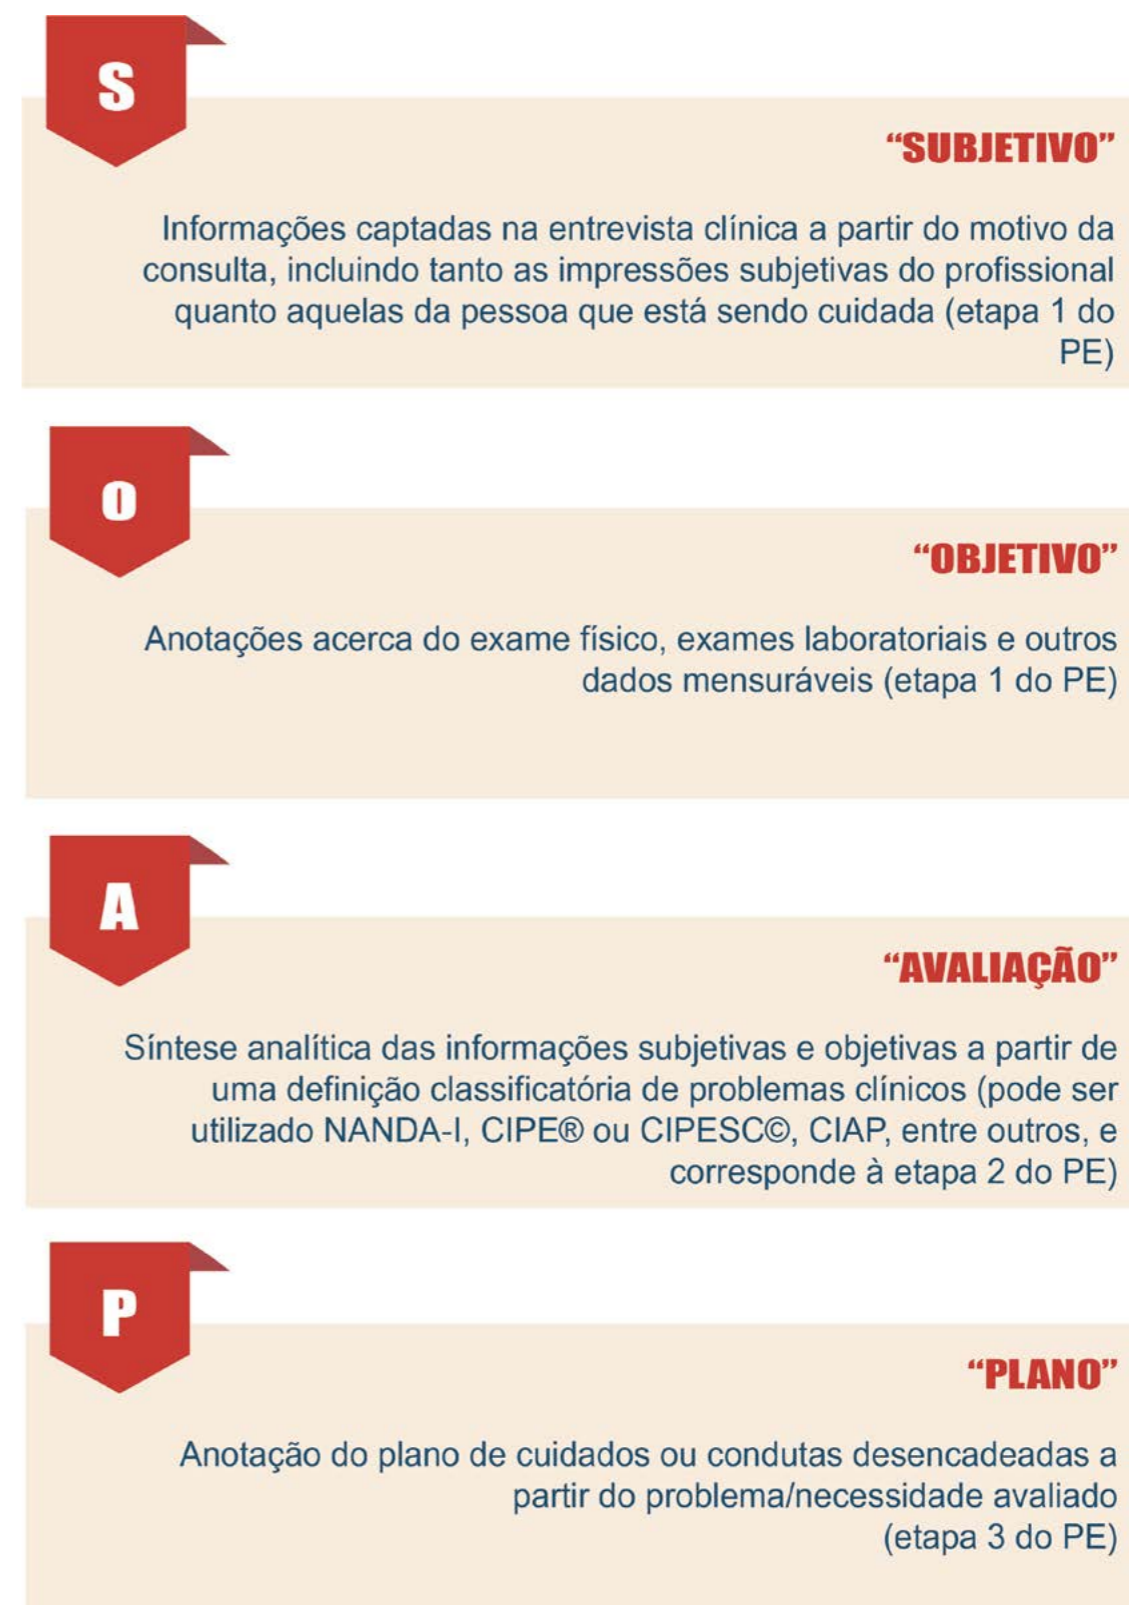 S
“SUBJETIVO”
Informações captadas na entrevista clínica a partir do motivo da
consulta, incluindo tanto as impressões subjetivas do profissional
quanto aquelas da pessoa que está sendo cuidada (etapa 1 do
PE)
O
“OBJETIVO”
Anotações acerca do exame físico, exames laboratoriais e outros
dados mensuráveis (etapa 1 do PE)
A
“AVALIAÇÃO”
Síntese analítica das informações subjetivas e objetivas a partir de
uma definição classificatória de problemas clínicos (pode ser
utilizado NANDA-I, CIPE® ou CIPESC©, CIAP, entre outros, e
corresponde à etapa 2 do PE)
P
“PLANO”
Anotação do plano de cuidados ou condutas desencadeadas a
partir do problema/necessidade avaliado
(etapa 3 do PE)